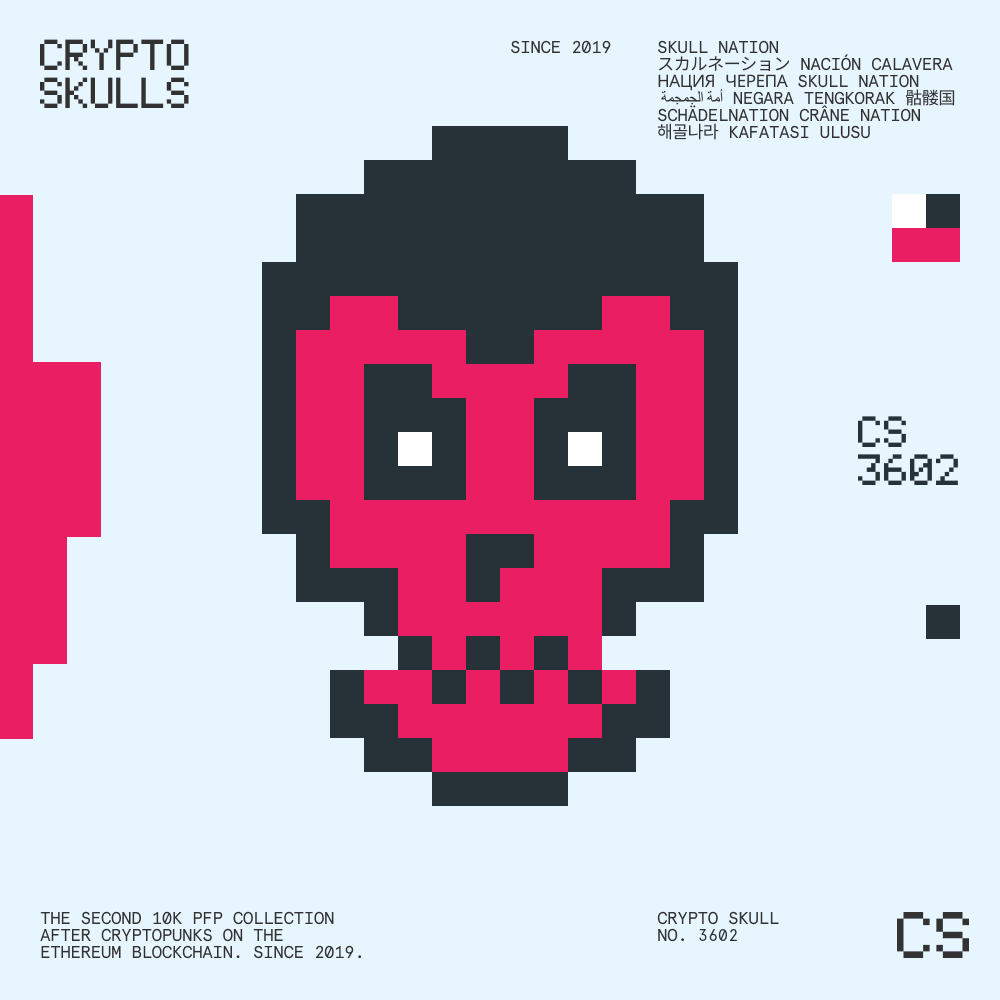 CRYPTO
SKULLS
SINCE 2019
SKULL NATION
スカルネーション NACIÓN CALAVERA
НАЦИЯ ЧЕРЕПА SKULL NATION
أمة الجمجمة NEGARA TENGKORAK 骷髅国
SCHÄDELNATION CRÂNE NATION
해골나라 KAFATASI ULUSU
CS
3602
THE SECOND 10K PFP COLLECTION
AFTER CRYPTOPUNKS ON THE
ETHEREUM BLOCKCHAIN. SINCE 2019.
CRYPTO SKULL
NO. 3602
CS